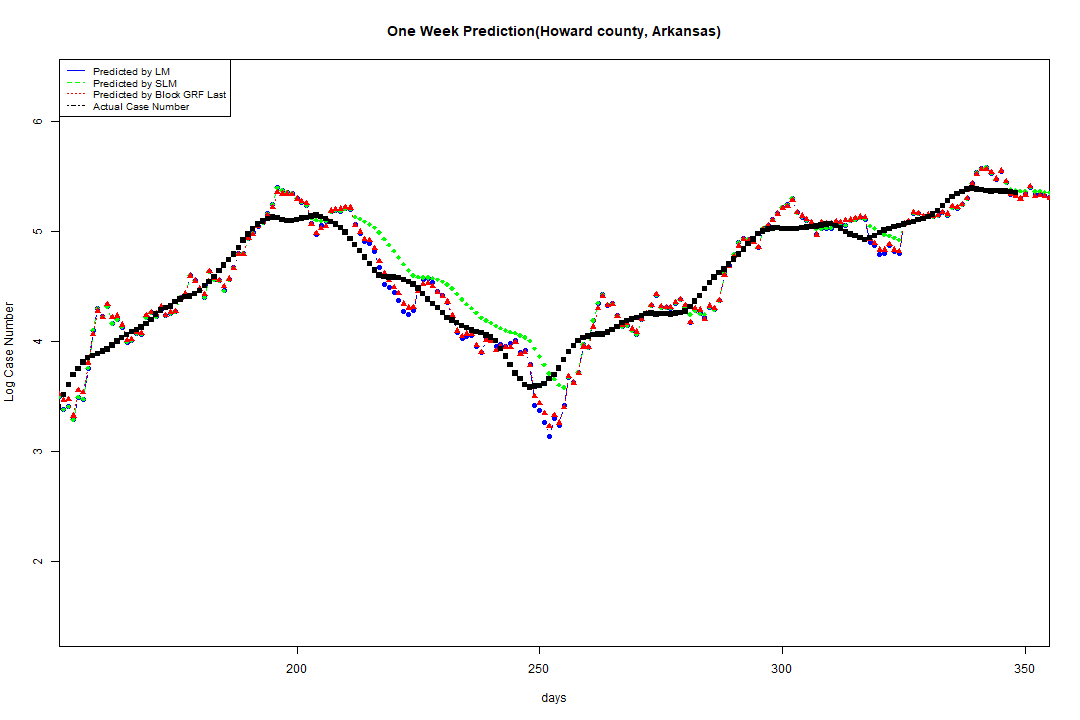 One Week Prediction(Howard county, Arkansas)
Predicted by LM
Predicted by SLM
Predicted by Block GRF Last
Actual Case Number
6
5
4
3
2
Log Case Number
200
250
300
350
days